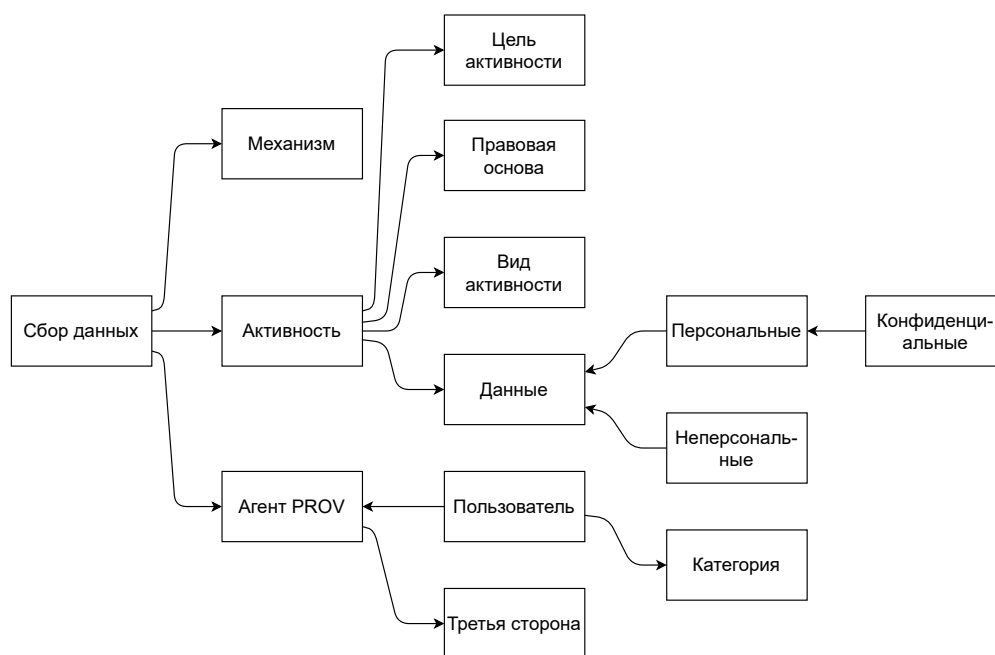 Цель
активности
Механизм
Правовая
основа
Вид
активности
Сбор данных
Активность
Персональные
Конфиденци-
альные
Данные
Неперсональ-
ные
Агент PROV
Пользователь
Категория
Третья сторона